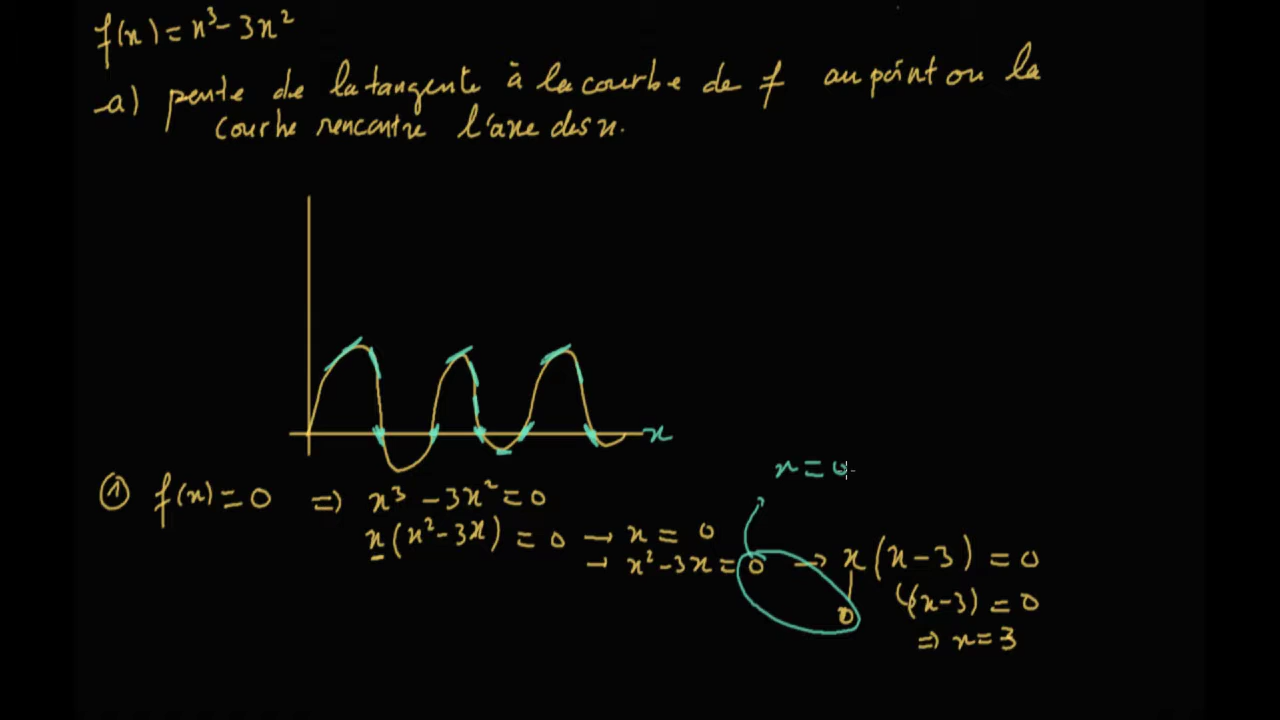 f(x) = x³ - 3x²
a) pente de la tangente à la courbe de f au point ou la
courbe rencontre l'axe des x.
x
x = 0
① f(x) = 0 ⇒ x³ - 3x² = 0
x(x² - 3x) = 0 → x = 0
→ x² - 3x = 0 → x(x - 3) = 0
0 (x - 3) = 0
⇒ x = 3